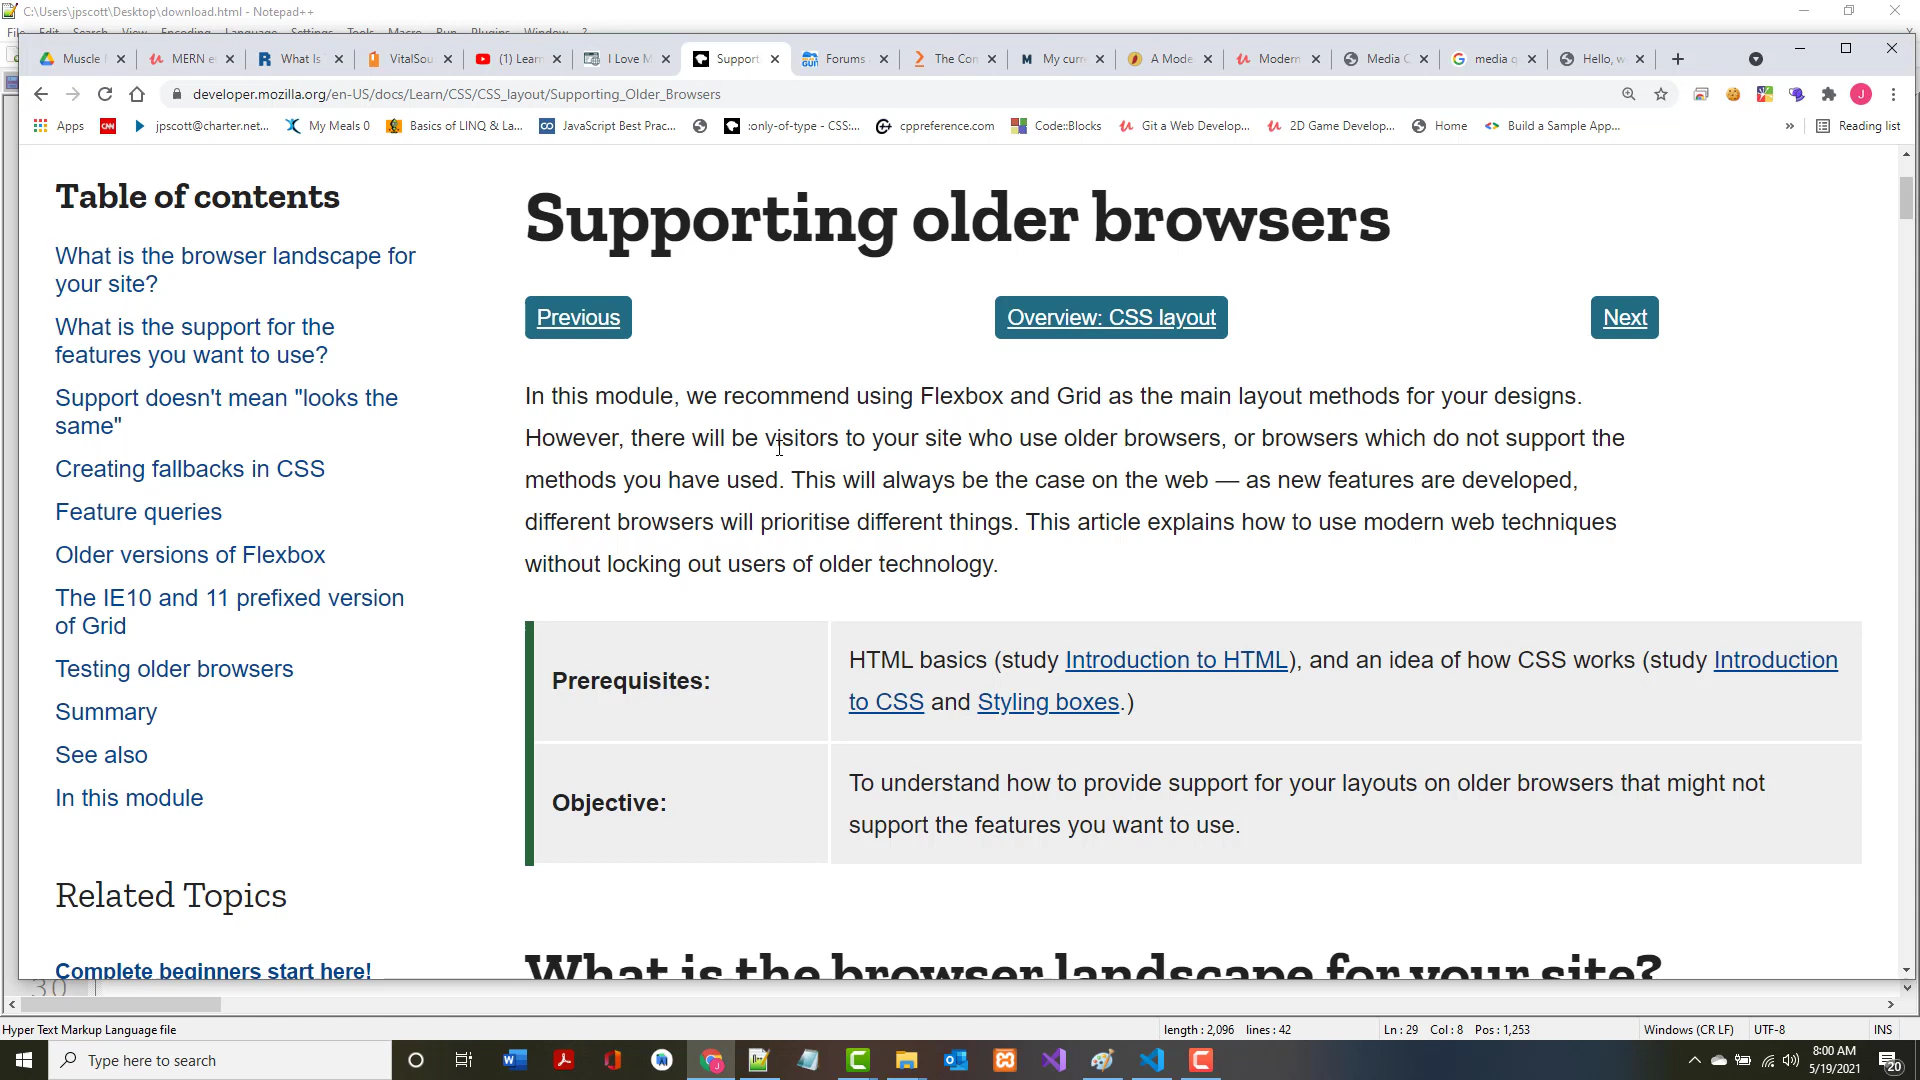 C:\Users\jpscott\Desktop\download.html - Notepad++
Muscle
MERN e
What Is
VitalSou
(1) Learn
I Love M
Support
Forums
The Con
My curr
A Mode
Modern
Media C
media q
Hello, w
developer.mozilla.org/en-US/docs/Learn/CSS/CSS_layout/Supporting_Older_Browsers
Apps
jpscott@charter.net...
My Meals 0
Basics of LINQ & La...
JavaScript Best Prac...
:only-of-type - CSS:...
cppreference.com
Code::Blocks
Git a Web Develop...
2D Game Develop...
Home
Build a Sample App...
»
Reading list
Table of contents
What is the browser landscape for
your site?
What is the support for the
features you want to use?
Support doesn't mean "looks the
same"
Creating fallbacks in CSS
Feature queries
Older versions of Flexbox
The IE10 and 11 prefixed version
of Grid
Testing older browsers
Summary
See also
In this module
Related Topics
Complete beginners start here!
Supporting older browsers
Previous
Overview: CSS layout
Next
In this module, we recommend using Flexbox and Grid as the main layout methods for your designs.
However, there will be visitors to your site who use older browsers, or browsers which do not support the
methods you have used. This will always be the case on the web — as new features are developed,
different browsers will prioritise different things. This article explains how to use modern web techniques
without locking out users of older technology.
Prerequisites:
HTML basics (study Introduction to HTML), and an idea of how CSS works (study Introduction
to CSS and Styling boxes.)
Objective:
To understand how to provide support for your layouts on older browsers that might not
support the features you want to use.
What is the browser landscape for your site?
30
Hyper Text Markup Language file
length : 2,096 lines : 42
Ln : 29 Col : 8 Pos : 1,253
Windows (CR LF)
UTF-8
INS
Type here to search
8:00 AM
5/19/2021
20